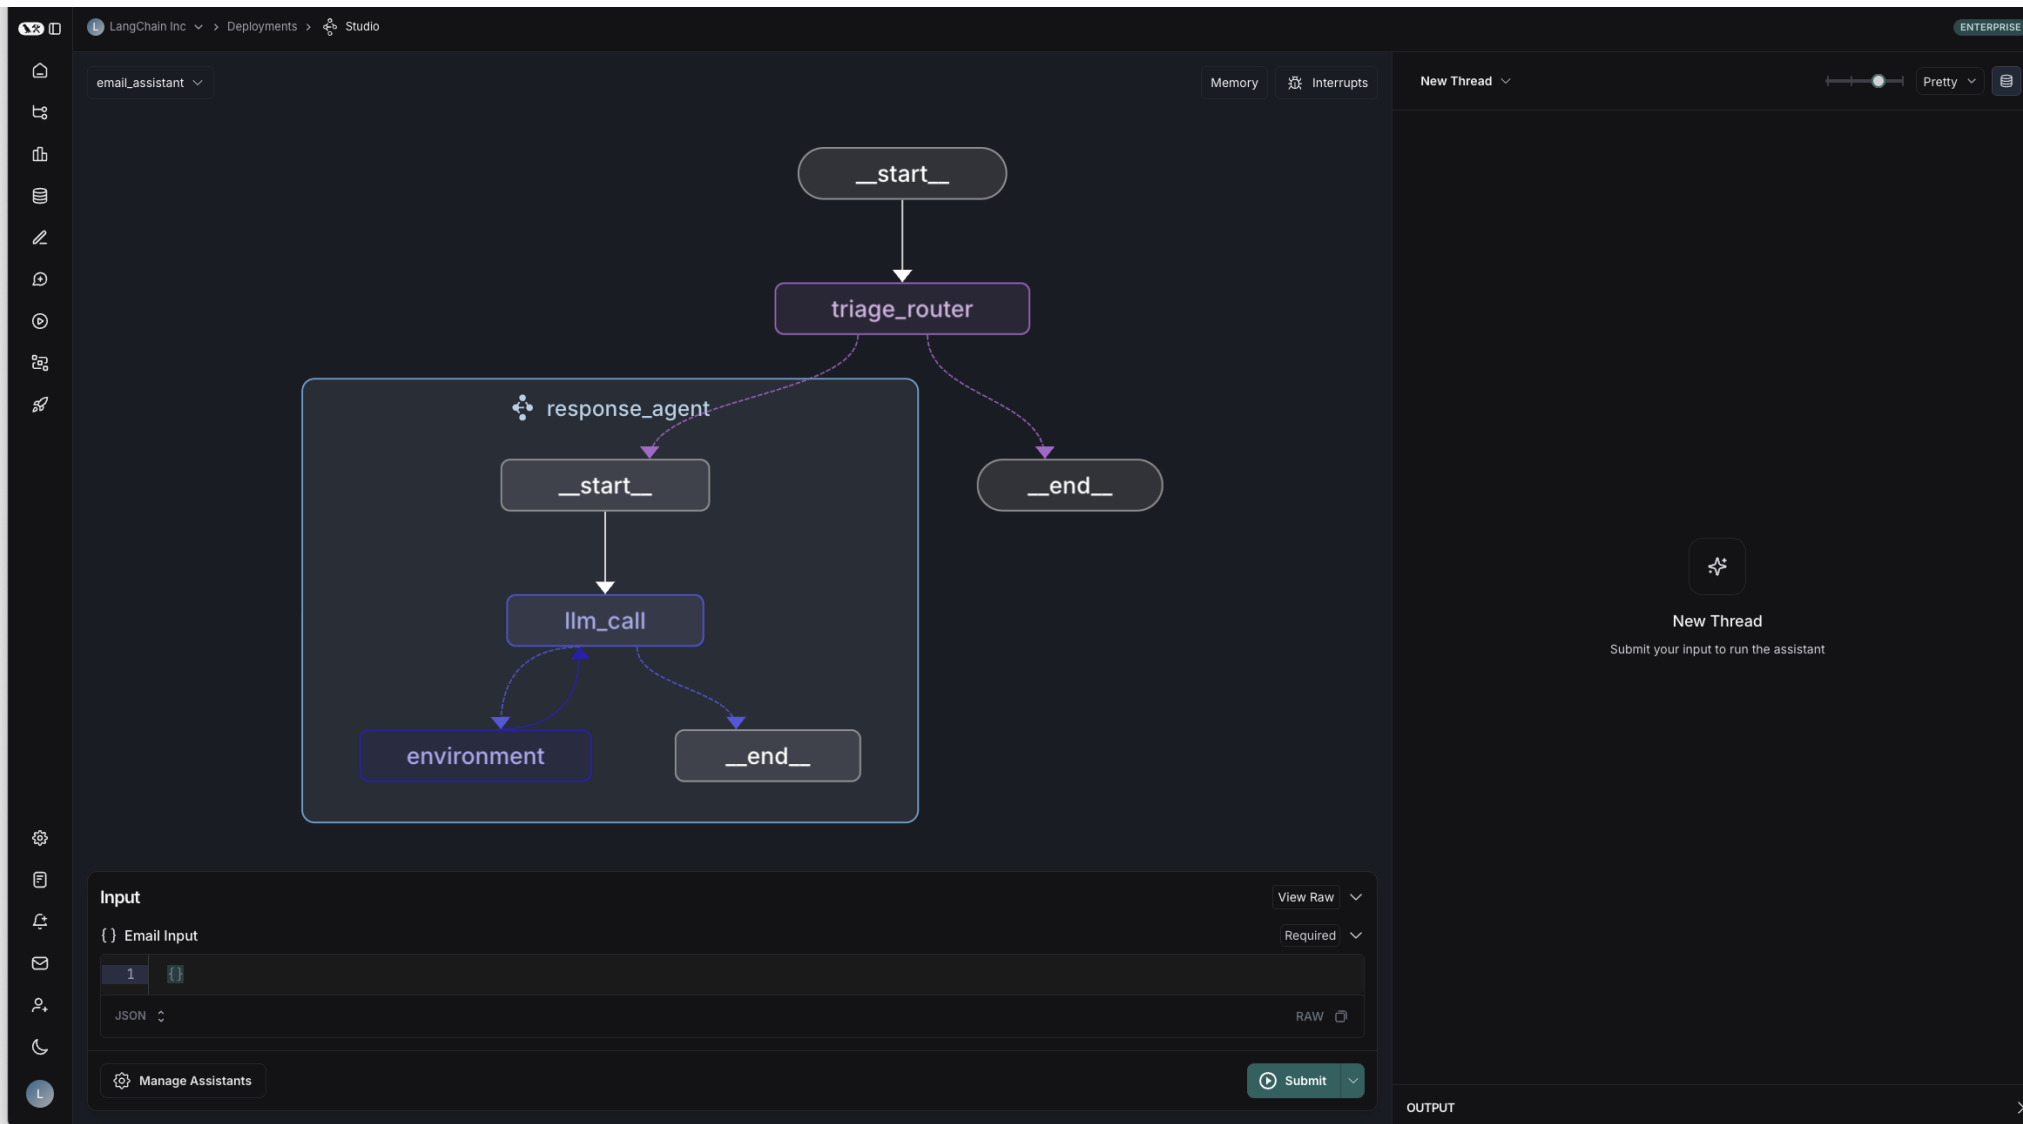 L LangChain Inc > Deployments > Studio
ENTERPRISE
email_assistant
Memory
Interrupts
New Thread
Pretty
__start__
triage_router
response_agent
__start__
__end__
llm_call
environment
__end__
New Thread
Submit your input to run the assistant
Input
View Raw
{ } Email Input
Required
1 {}
JSON
RAW
Manage Assistants
Submit
L
OUTPUT